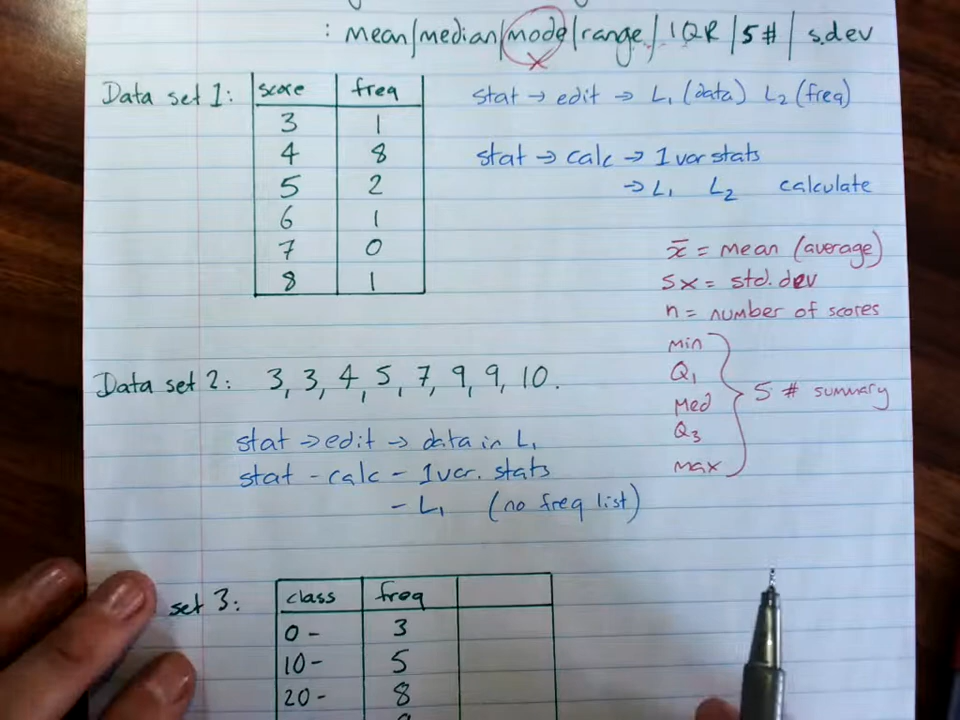 : mean/median/mode/range/IQR/5#/s.dev
x
Data set 1:
score freq
3 1
4 8
5 2
6 1
7 0
8 1
stat → edit → L1 (data) L2 (freq)
stat → calc → 1 var stats
→ L1 L2 calculate
x̄ = mean (average)
sx = std. dev
n = number of scores
Min
Q1
Med
Q3
max
5 # summary
Data set 2: 3, 3, 4, 5, 7, 9, 9, 10.
stat → edit → data in L1
stat - calc - 1 var. stats
- L1 (no freq list)
set 3:
class freq
0- 3
10- 5
20- 8